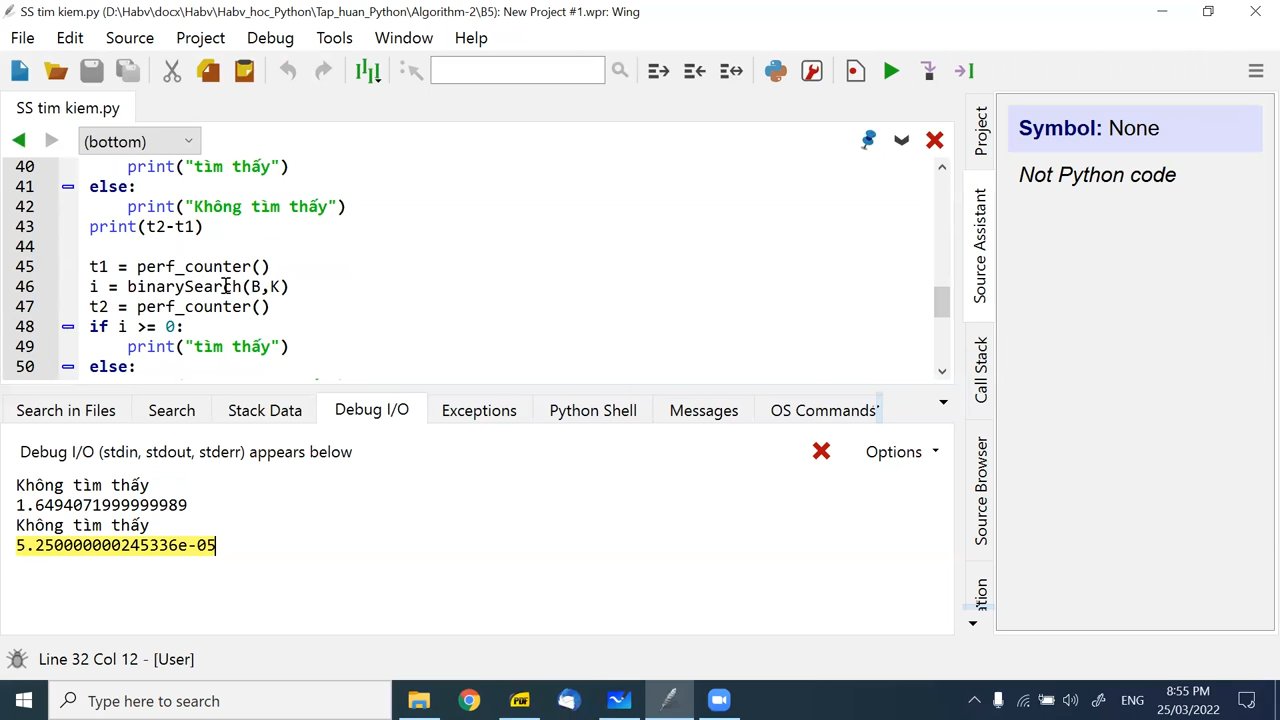 SS tim kiem.py (D:\Habv\docx\Habv\Habv_hoc_Python\Tap_huan_Python\Algorithm-2\B5): New Project #1.wpr: Wing
File Edit Source Project Debug Tools Window Help
SS tim kiem.py
(bottom)
40 print("tìm thấy")
41 else:
42 print("Không tìm thấy")
43 print(t2-t1)
44
45 t1 = perf_counter()
46 i = binarySearch(B,K)
47 t2 = perf_counter()
48 if i >= 0:
49 print("tìm thấy")
50 else:
Project
Source Assistant
Call Stack
Source Browser
Symbol: None
Not Python code
Search in Files Search Stack Data Debug I/O Exceptions Python Shell Messages OS Commands
Debug I/O (stdin, stdout, stderr) appears below Options
Không tìm thấy
1.6494071999999989
Không tìm thấy
5.250000000245336e-05
Line 32 Col 12 - [User]
Type here to search
PDF
ENG
8:55 PM
25/03/2022